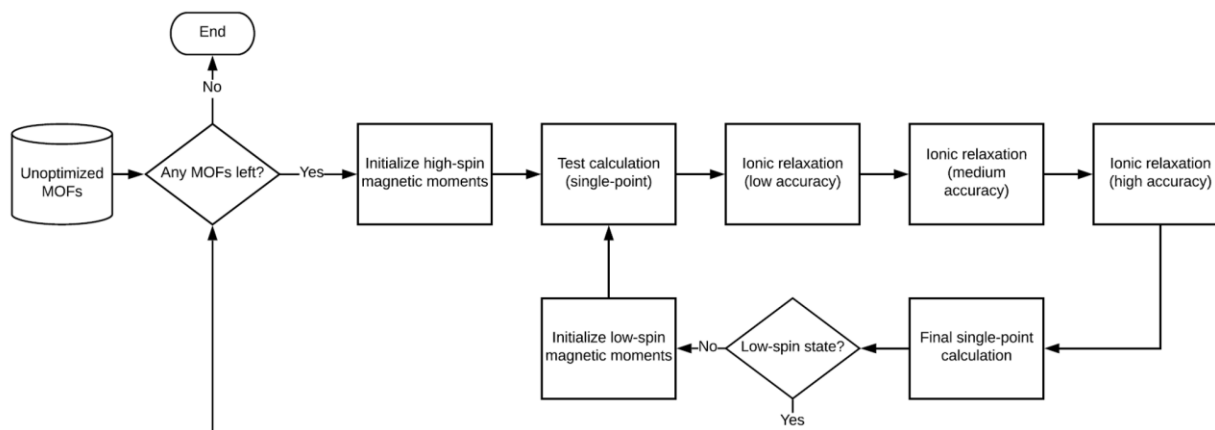 End
No
Unoptimized
MOFs
Any MOFs left?
Yes
Initialize high-spin
magnetic moments
Test calculation
(single-point)
Ionic relaxation
(low accuracy)
Ionic relaxation
(medium
accuracy)
Ionic relaxation
(high accuracy)
Initialize low-spin
magnetic moments
No
Low-spin state?
Final single-point
calculation
Yes